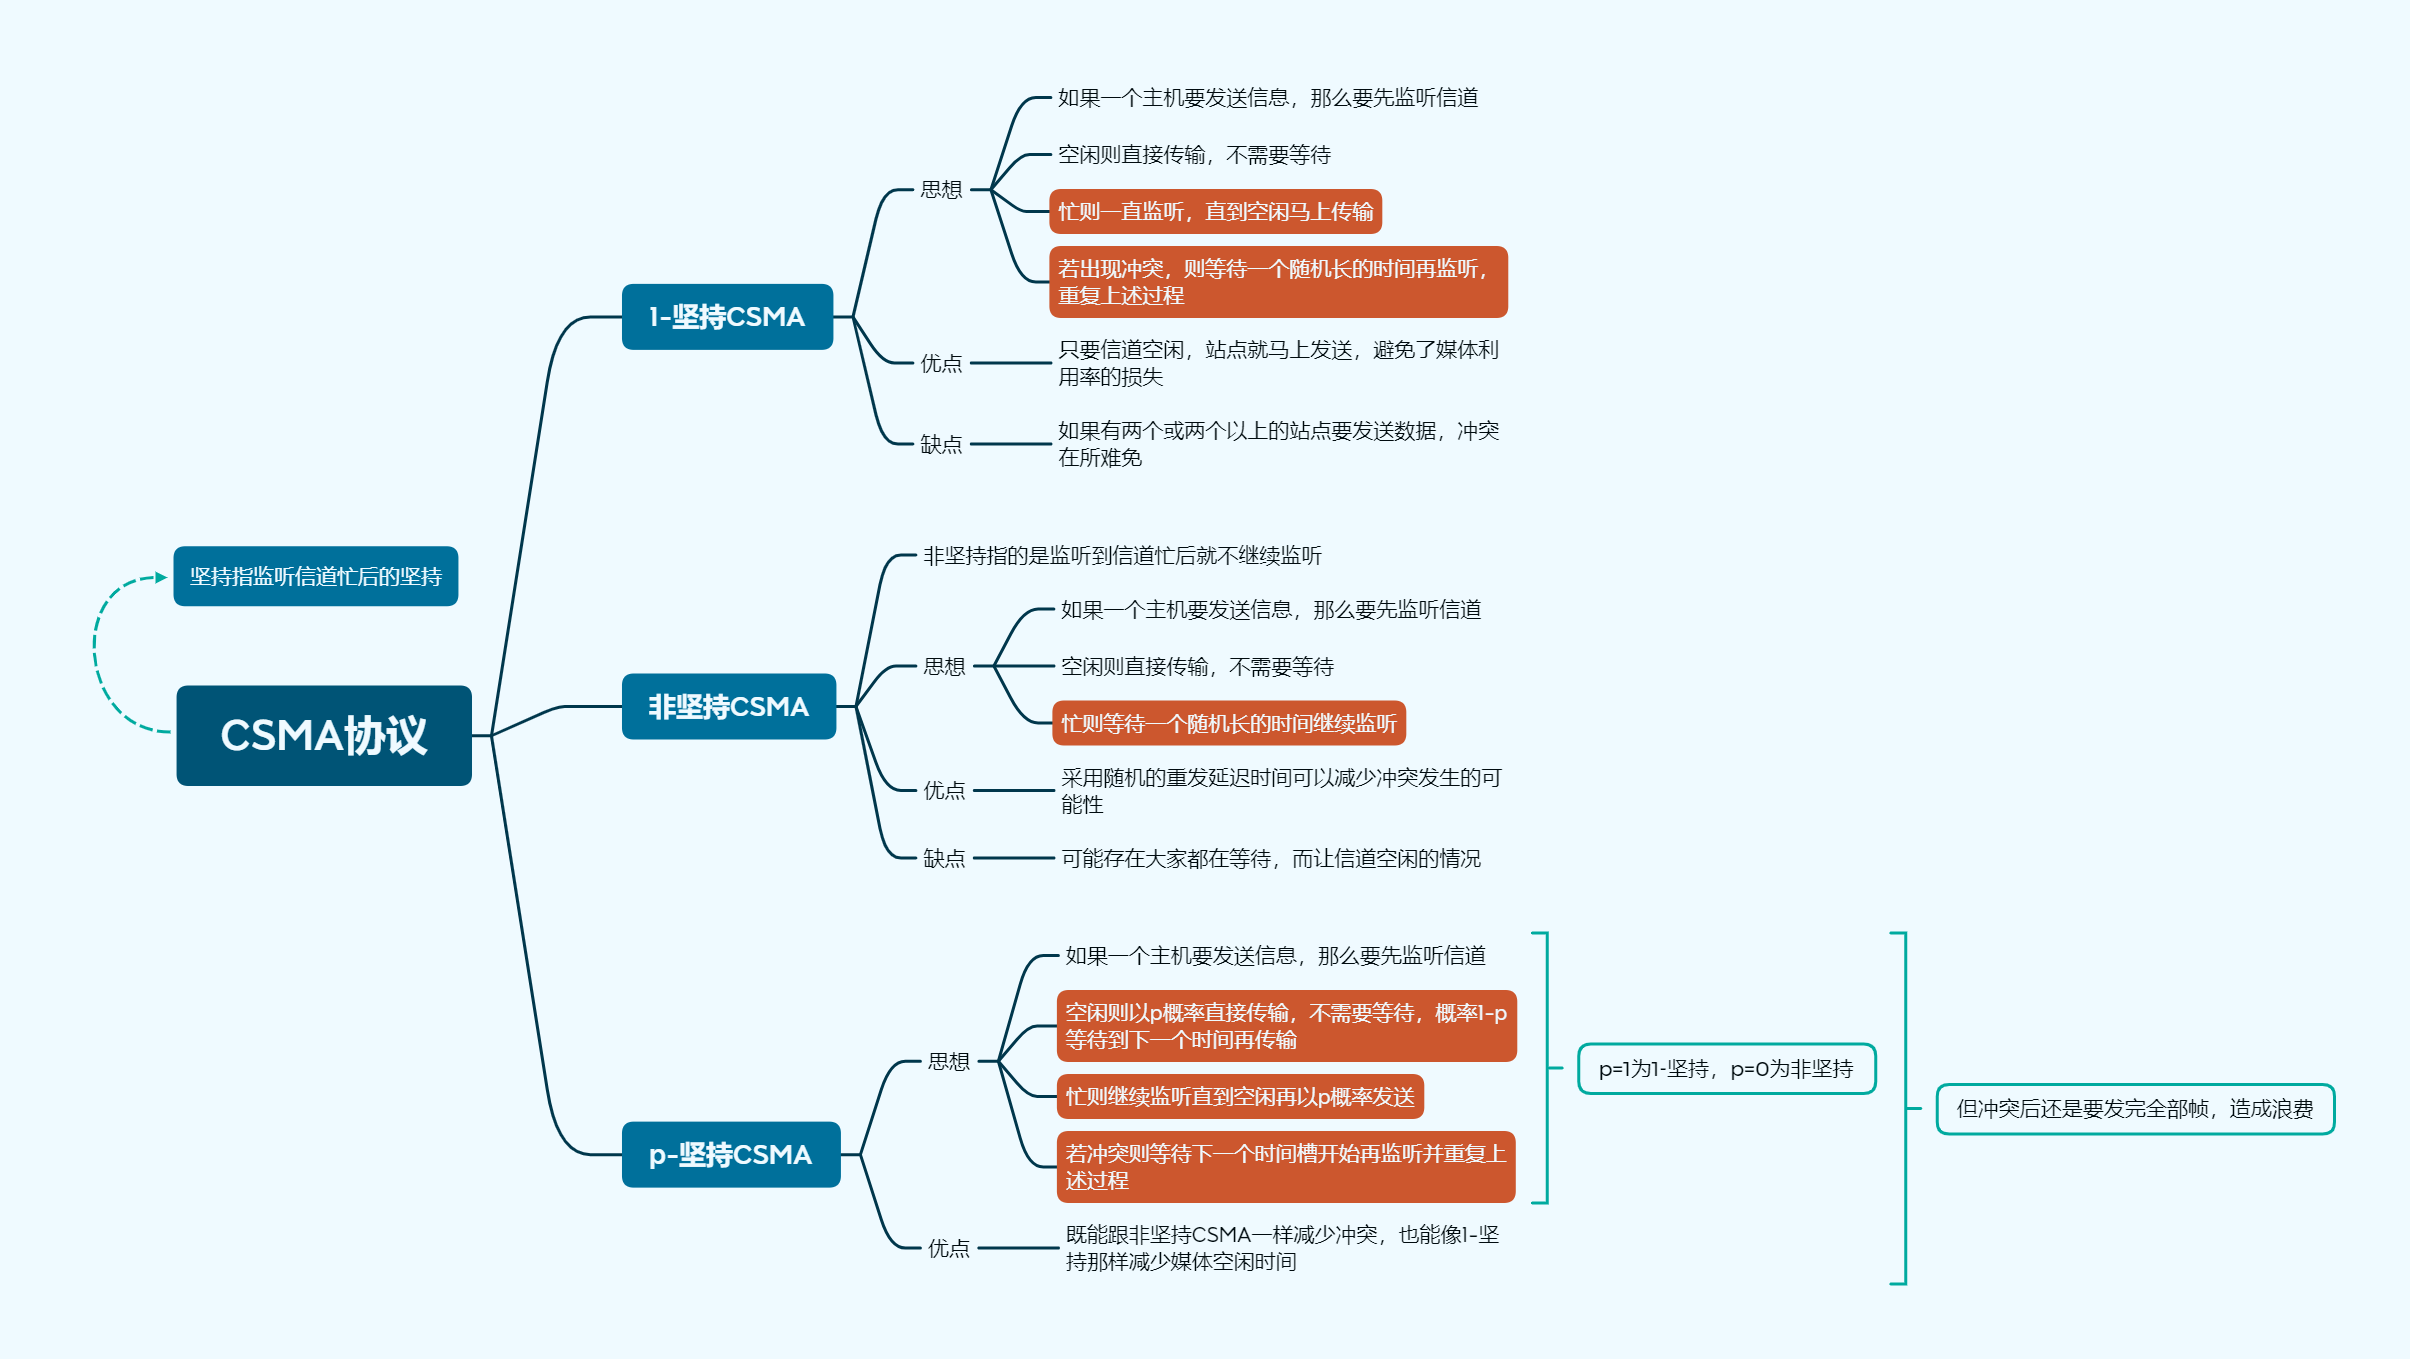 坚持指监听信道忙后的坚持
CSMA协议
1-坚持CSMA
思想
如果一个主机要发送信息，那么要先监听信道
空闲则直接传输，不需要等待
忙则一直监听，直到空闲马上传输
若出现冲突，则等待一个随机长的时间再监听，
重复上述过程
优点
只要信道空闲，站点就马上发送，避免了媒体利
用率的损失
缺点
如果有两个或两个以上的站点要发送数据，冲突
在所难免
非坚持CSMA
非坚持指的是监听到信道忙后就不继续监听
思想
如果一个主机要发送信息，那么要先监听信道
空闲则直接传输，不需要等待
忙则等待一个随机长的时间继续监听
优点
采用随机的重发延迟时间可以减少冲突发生的可
能性
缺点
可能存在大家都在等待，而让信道空闲的情况
p-坚持CSMA
思想
如果一个主机要发送信息，那么要先监听信道
空闲则以p概率直接传输，不需要等待，概率1-p
等待到下一个时间再传输
忙则继续监听直到空闲再以p概率发送
若冲突则等待下一个时间槽开始再监听并重复上
述过程
优点
既能跟非坚持CSMA一样减少冲突，也能像1-坚
持那样减少媒体空闲时间
p=1为1-坚持，p=0为非坚持
但冲突后还是要发完全部帧，造成浪费